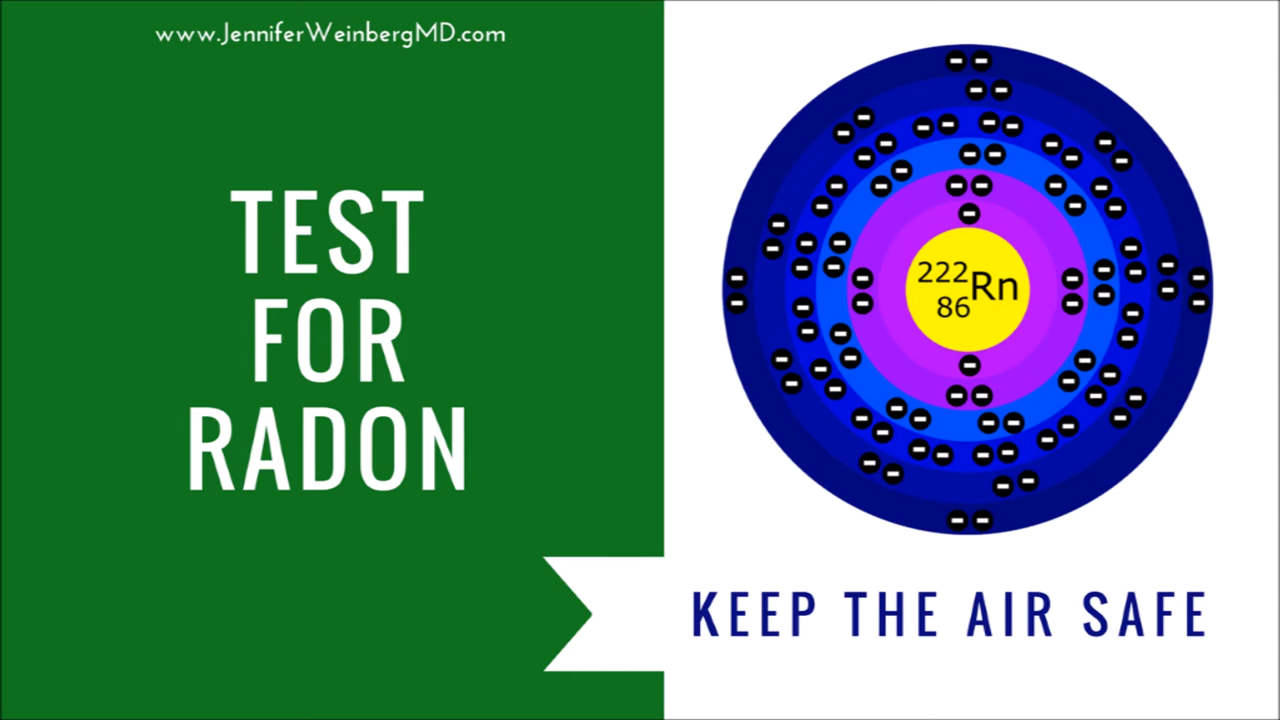 www.JenniferWeinbergMD.com
TEST
FOR
RADON
222
86
Rn
KEEP THE AIR SAFE